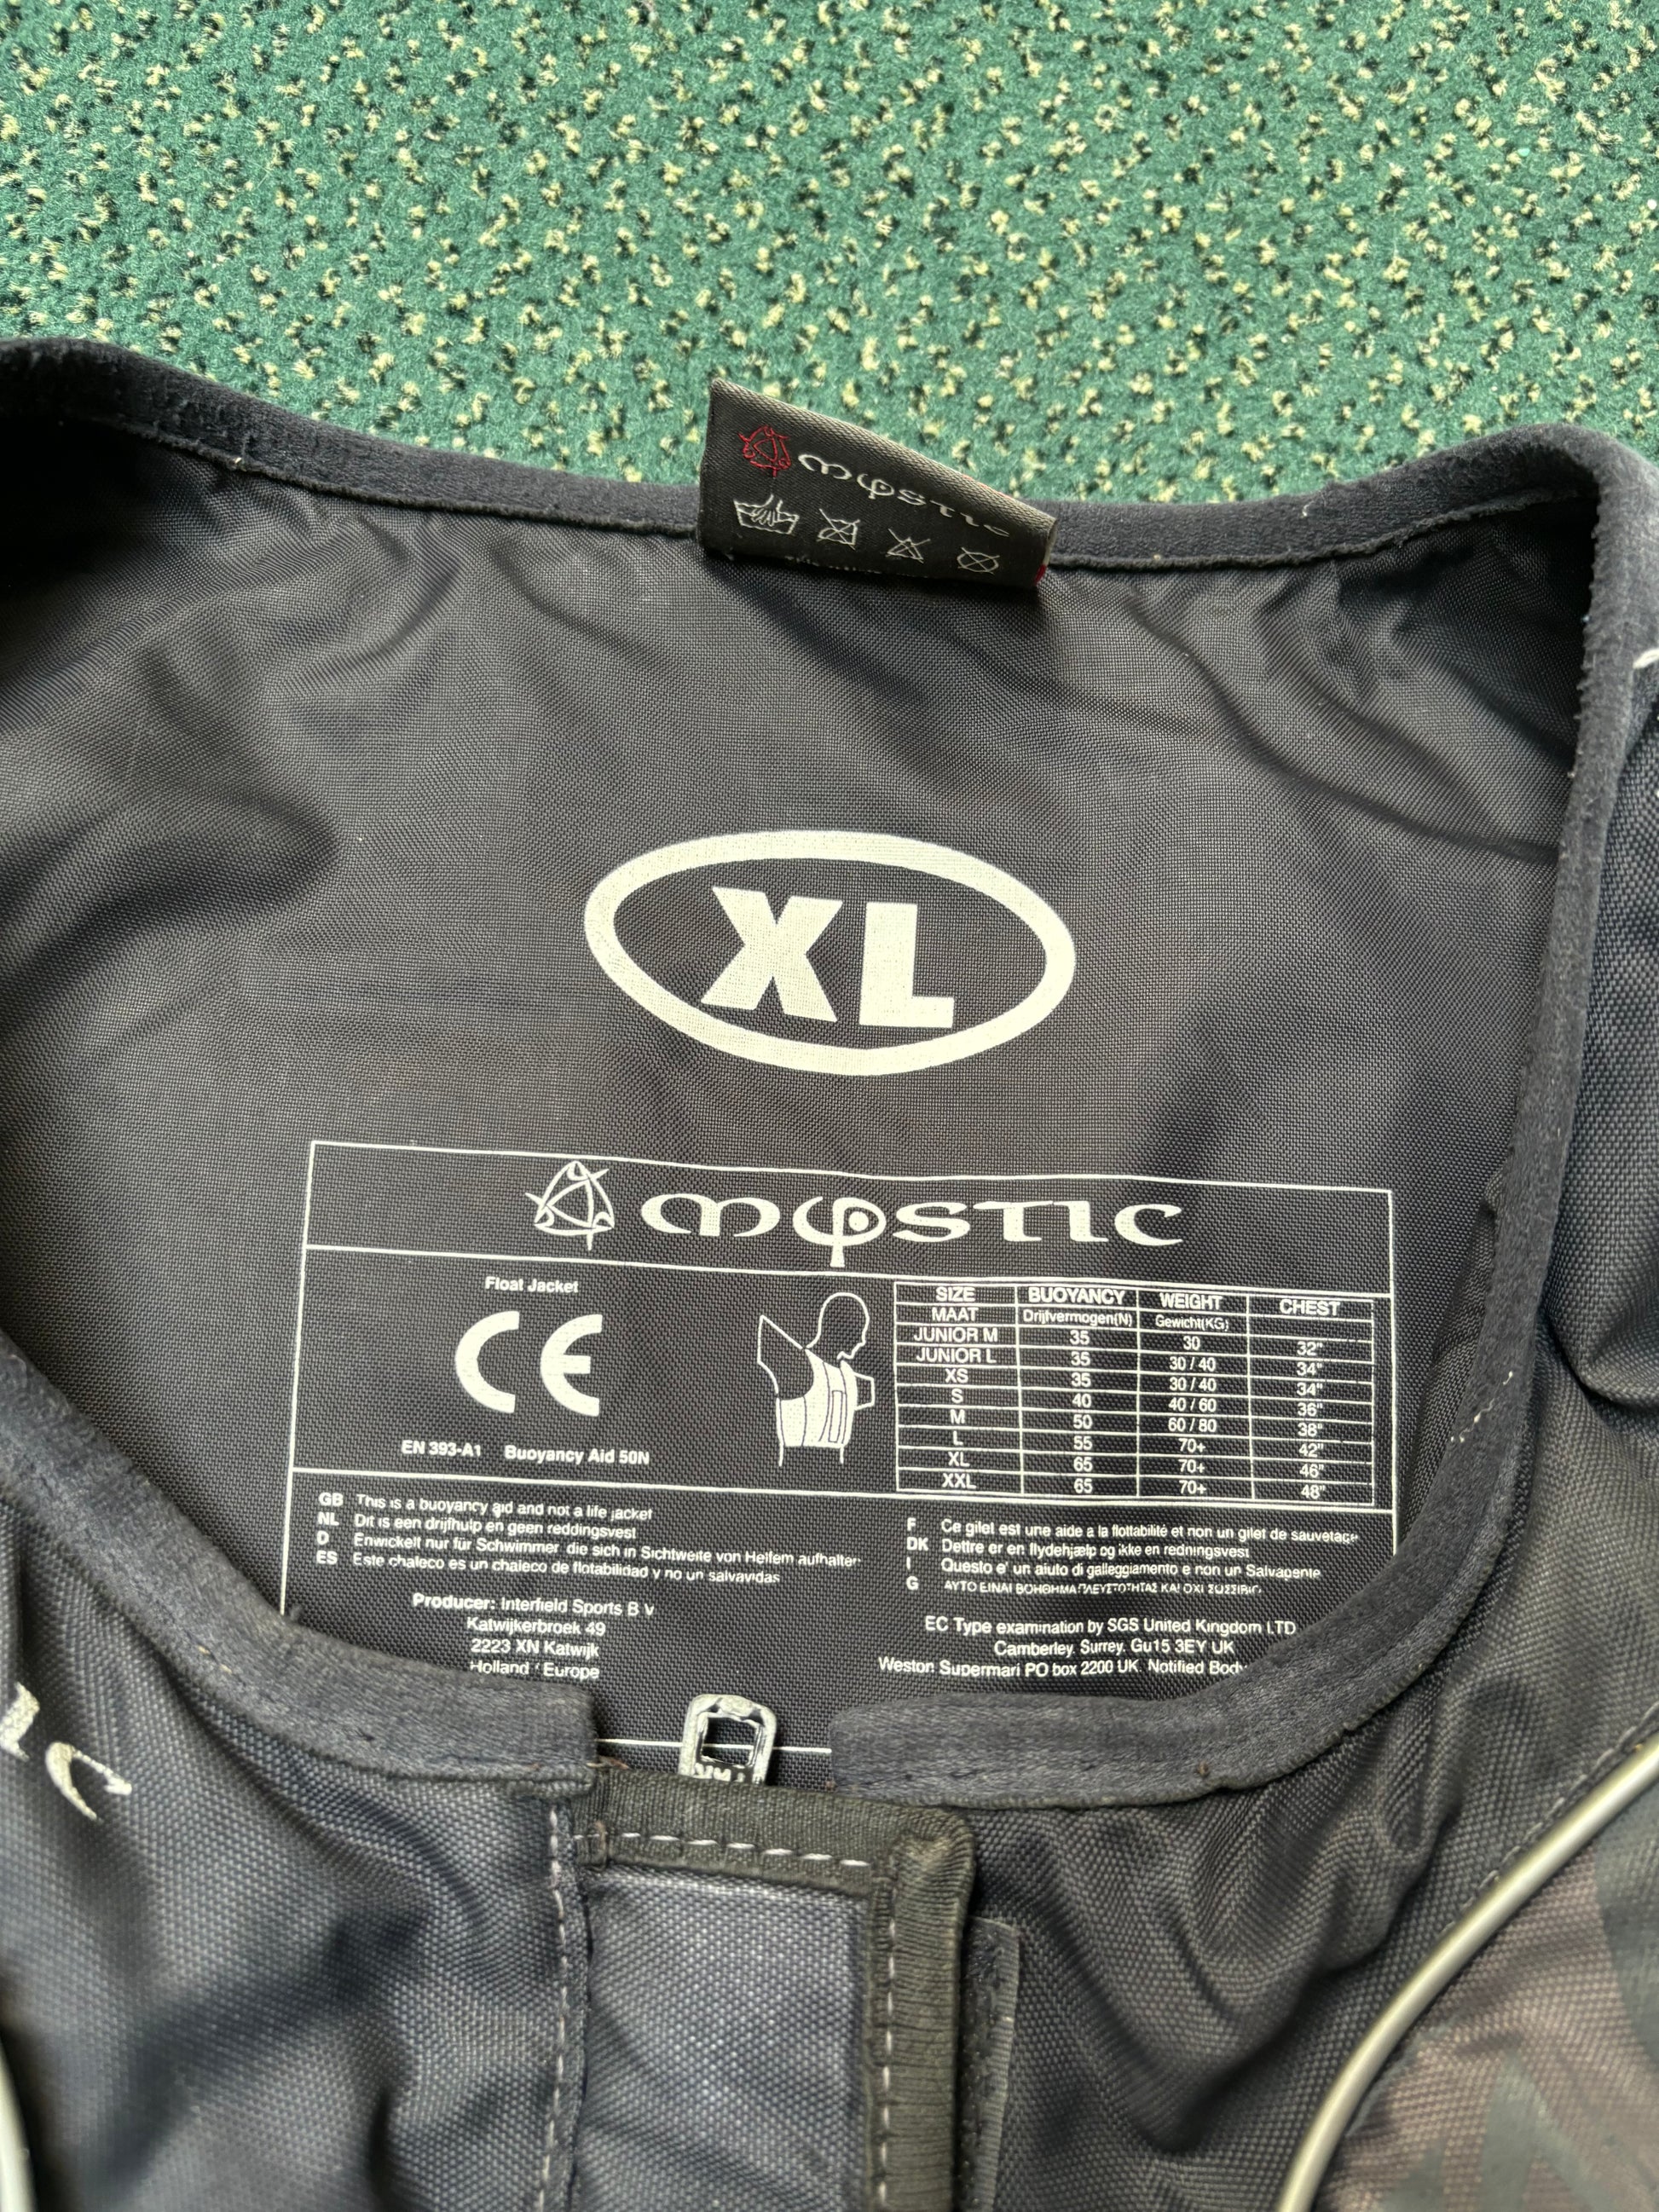 mystic
XL
mystic
Float Jacket
CE
EN 393-A1 Buoyancy Aid 50N
SIZE BUOYANCY WEIGHT CHEST
MAAT Drijfvermogen(N) Gewicht(KG)
JUNIOR M 35 30 32"
JUNIOR L 35 30 / 40 34"
XS 35 30 / 40 34"
S 40 40 / 60 36"
M 50 60 / 80 38"
L 55 70+ 42"
XL 65 70+ 46"
XXL 65 70+ 48"
GB This is a buoyancy aid and not a life jacket
NL Dit is een drijfhulp en geen reddingsvest
D Enwickelt nur für Schwimmer die sich in Sichtweite von Helfern aufhalten
ES Este chaleco es un chaleco de flotabilidad y no un salvavidas
F Ce gilet est une aide a la flottabilité et non un gilet de sauvetage
DK Dettre er en flydehjælp og ikke en redningsvest
I Questo e' un aiuto di galleggiamento e non un Salvagente
G ΑΥΤΟ ΕΙΝΑΙ ΒΟΗΘΗΜΑ ΠΛΕΥΣΤΟΤΗΤΑΣ ΚΑΙ ΟΧΙ
Producer: Interfield Sports B V
Katwijkerbroek 49
2223 XN Katwijk
Holland / Europe
EC Type examination by SGS United Kingdom LTD
Camberley. Surrey. Gu15 3EY UK
Weston Supermari PO box 2200 UK. Notified Body